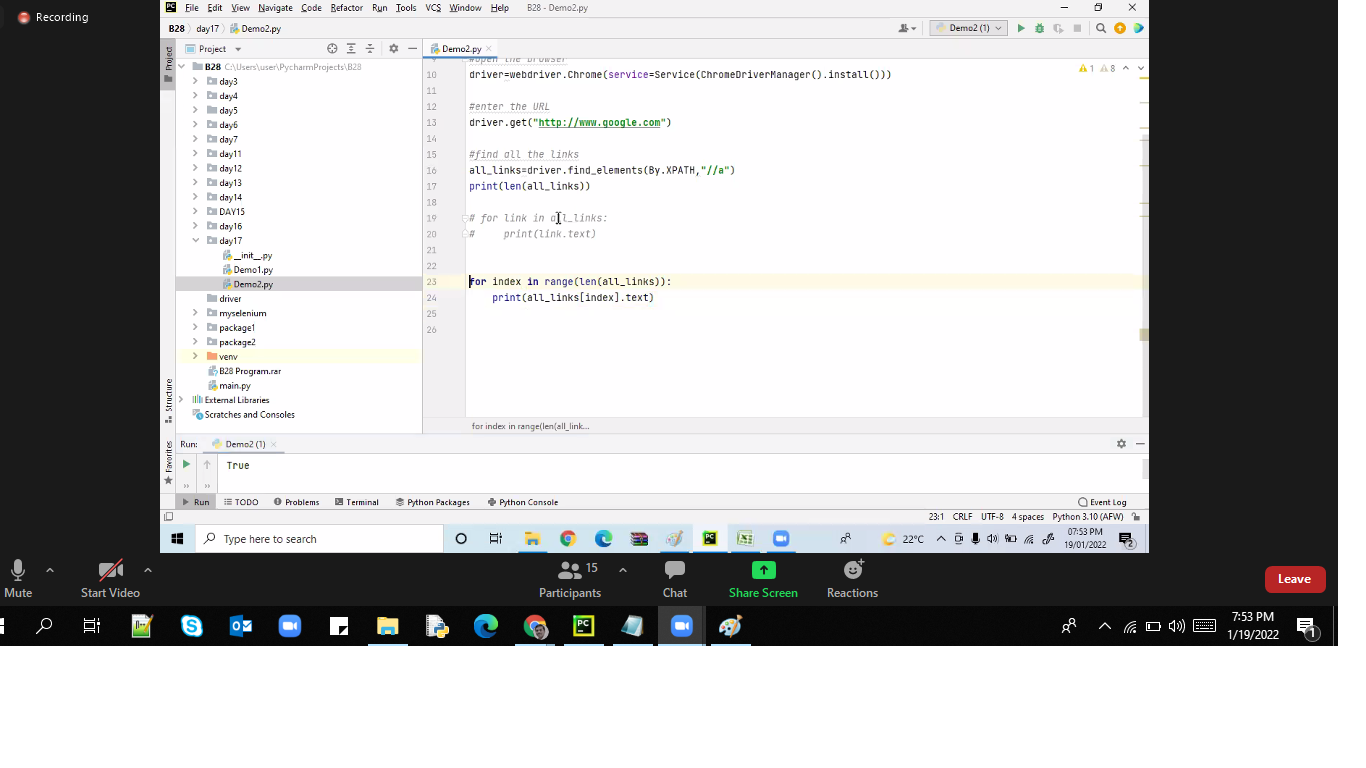 Recording
File Edit View Navigate Code Refactor Run Tools VCS Window Help B28 - Demo2.py
B28 day17 Demo2.py Demo2 (1)
Project Demo2.py
Project
B28 C:\Users\user\PycharmProjects\B28
day3
day4
day5
day6
day7
day11
day12
day13
day14
DAY15
day16
day17
__init__.py
Demo1.py
Demo2.py
driver
myselenium
package1
package2
venv
B28 Program.rar
main.py
External Libraries
Scratches and Consoles
Structure
Favorites
#open the browser
10 driver=webdriver.Chrome(service=Service(ChromeDriverManager().install()))
11
12 #enter the URL
13 driver.get("http://www.google.com")
14
15 #find all the links
16 all_links=driver.find_elements(By.XPATH,"//a")
17 print(len(all_links))
18
19 # for link in all_links:
20 #     print(link.text)
21
22
23 for index in range(len(all_links)):
24     print(all_links[index].text)
25
26
1 8
for index in range(len(all_link...
Run: Demo2 (1)
True
Run TODO Problems Terminal Python Packages Python Console Event Log
23:1 CRLF UTF-8 4 spaces Python 3.10 (AFW)
Type here to search 22°C 07:53 PM
19/01/2022 2
Mute Start Video Participants 15 Chat Share Screen Reactions Leave
7:53 PM
1/19/2022 1